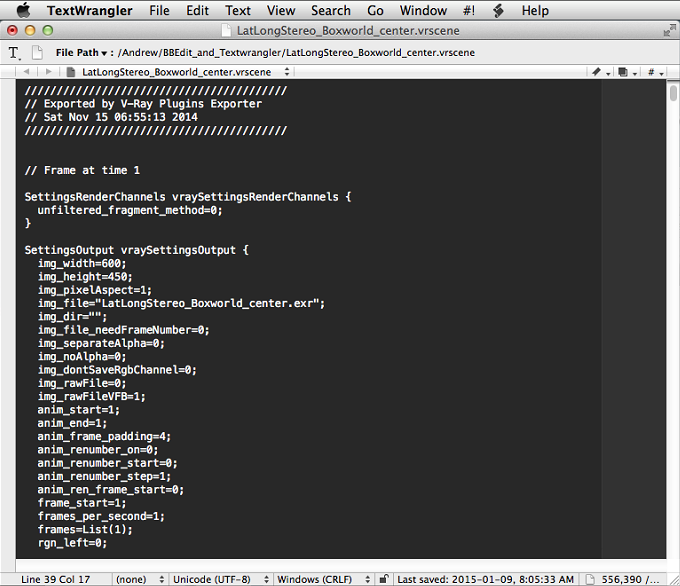 TextWrangler File Edit Text View Search Go Window #! Help
LatLongStereo_Boxworld_center.vrscene
File Path ▾ : /Andrew/BBEdit_and_Textwrangler/LatLongStereo_Boxworld_center.vrscene
LatLongStereo_Boxworld_center.vrscene #
/////////////////////////////////////////
// Exported by V-Ray Plugins Exporter
// Sat Nov 15 06:55:13 2014
/////////////////////////////////////////
// Frame at time 1
SettingsRenderChannels vraySettingsRenderChannels {
unfiltered_fragment_method=0;
}
SettingsOutput vraySettingsOutput {
img_width=600;
img_height=450;
img_pixelAspect=1;
img_file="LatLongStereo_Boxworld_center.exr";
img_dir="";
img_file_needFrameNumber=0;
img_separateAlpha=0;
img_noAlpha=0;
img_dontSaveRgbChannel=0;
img_rawFile=0;
img_rawFileVFB=1;
anim_start=1;
anim_end=1;
anim_frame_padding=4;
anim_renumber_on=0;
anim_renumber_start=0;
anim_renumber_step=1;
anim_ren_frame_start=0;
frame_start=1;
frames_per_second=1;
frames=List(1);
rgn_left=0;
Line 39 Col 17 (none) Unicode (UTF-8) Windows (CRLF) Last saved: 2015-01-09, 8:05:33 AM 556,390 /...